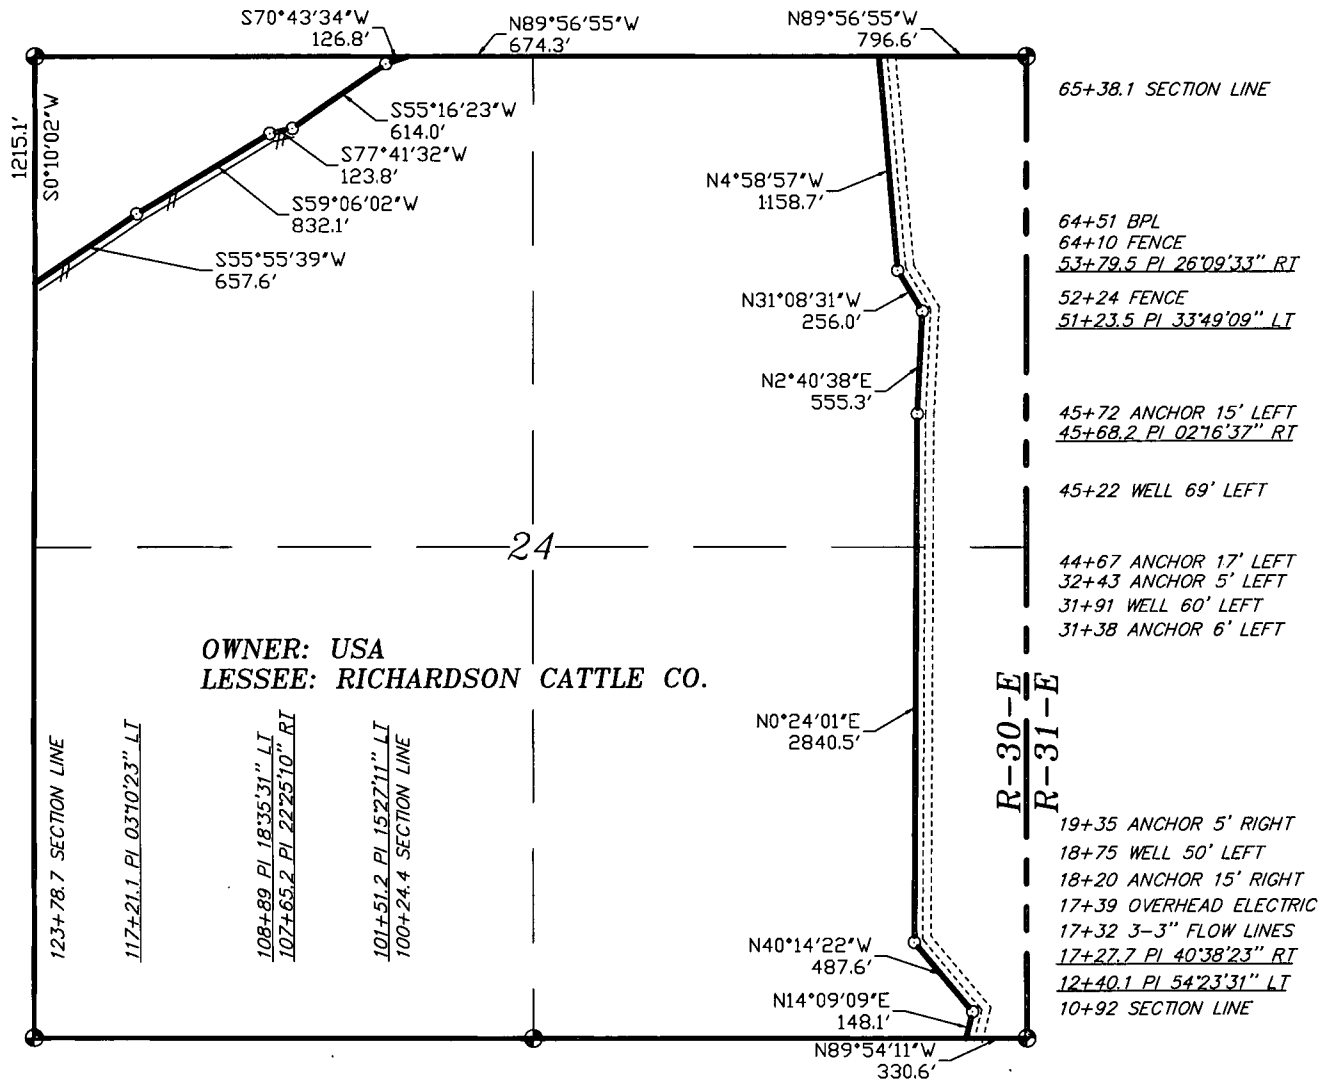 S70°43'34"W
126.8'
N89°56'55"W
674.3'
N89°56'55"W
796.6'
1215.1'
S0°10'02"W
S55°16'23"W
614.0'
S77°41'32"W
123.8'
S59°06'02"W
832.1'
S55°55'39"W
657.6'
N4°58'57"W
1158.7'
N31°08'31"W
256.0'
N2°40'38"E
555.3'
24
OWNER: USA
LESSEE: RICHARDSON CATTLE CO.
N0°24'01"E
2840.5'
N40°14'22"W
487.6'
N14°09'09"E
148.1'
N89°54'11"W
330.6'
R-30-E
R-31-E
123+78.7 SECTION LINE
117+21.1 PI 03°10'23" LT
108+89 PI 18°35'31" LT
107+65.2 PI 22°25'10" RT
101+51.2 PI 15°27'11" LT
100+24.4 SECTION LINE
65+38.1 SECTION LINE
64+51 BPL
64+10 FENCE
53+79.5 PI 26°09'33" RT
52+24 FENCE
51+23.5 PI 33°49'09" LT
45+72 ANCHOR 15' LEFT
45+68.2 PI 02°16'37" RT
45+22 WELL 69' LEFT
44+67 ANCHOR 17' LEFT
32+43 ANCHOR 5' LEFT
31+91 WELL 60' LEFT
31+38 ANCHOR 6' LEFT
19+35 ANCHOR 5' RIGHT
18+75 WELL 50' LEFT
18+20 ANCHOR 15' RIGHT
17+39 OVERHEAD ELECTRIC
17+32 3-3" FLOW LINES
17+27.7 PI 40°38'23" RT
12+40.1 PI 54°23'31" LT
10+92 SECTION LINE